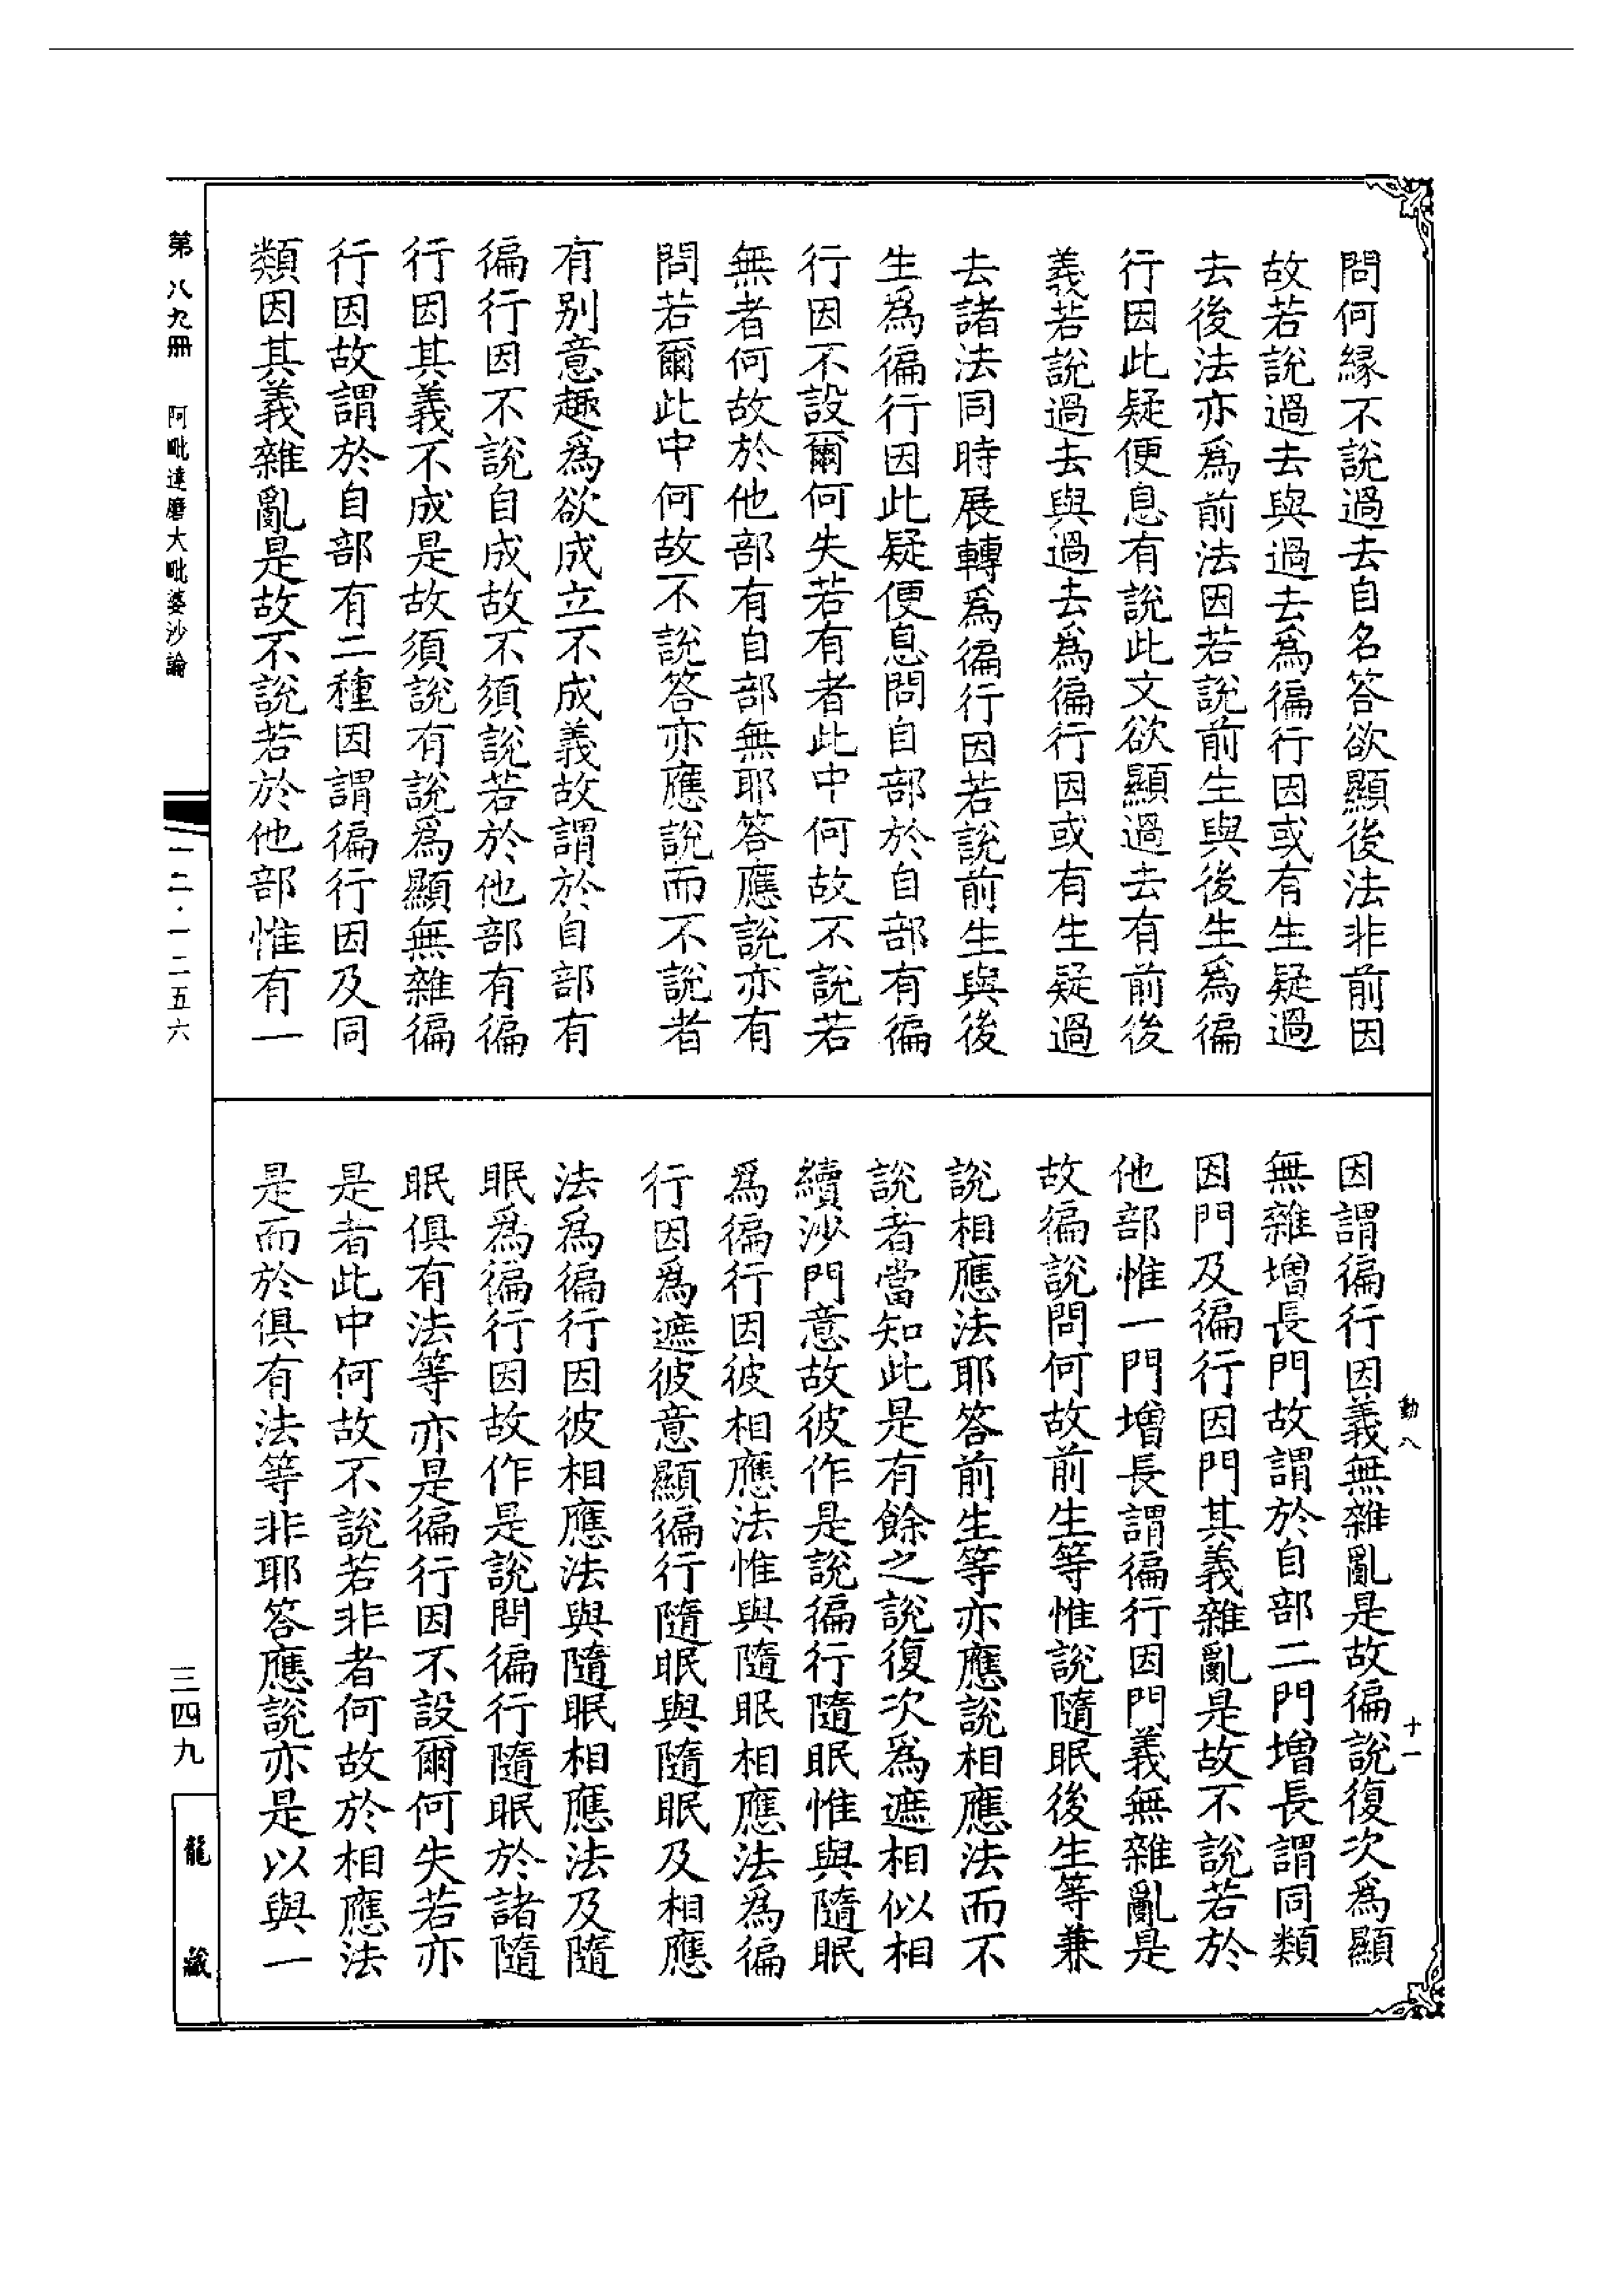 問何緣不說過去自名答欲顯後法非前因
故若說過去與過去爲徧行因或有生疑過
去後法亦爲前法因若說前生與後生爲徧
行因此疑便息有說此文欲顯過去有前後
義若說過去與過去爲徧行因或有生疑過
去諸法同時展轉爲徧行因若說前生與後
生爲徧行因此疑便息問自部於自部有徧
行因不設爾何失若有者此中何故不說若
無者何故於他部有自部無耶答應說亦有
問若爾此中何故不說答亦應說而不說者
有別意趣爲欲成立不成義故謂於自部有
徧行因不說自成故不須說若於他部有徧
行因其義不成是故須說有說爲顯無雜徧
行因故謂於自部有二種因謂徧行因及同
類因其義雜亂是故不說若於他部惟有一
因謂徧行因義無雜亂是故徧說復次爲顯
無雜增長門故謂於自部二門增長謂同類
因門及徧行因門其義雜亂是故不說若於
他部惟一門增長謂徧行因門義無雜亂是
故徧說問何故前生等惟說隨眠後生等兼
說相應法耶答前生等亦應說相應法而不
說者當知此是有餘之說復次爲遮相似相
續沙門意故彼作是說徧行隨眠惟與隨眠
爲徧行因彼相應法惟與隨眠相應法爲徧
行因爲遮彼意顯徧行隨眠與隨眠及相應
法爲徧行因彼相應法與隨眠相應法及隨
眠爲徧行因故作是說問徧行隨眠於諸隨
眠俱有法等亦是徧行因不設爾何失若亦
是者此中何故不說若非者何故於相應法
是而於俱有法等非耶答應說亦是以與一
動八
十一
第八九冊 阿毗達磨大毗婆沙論
一二·一二五六
三四九
龍藏